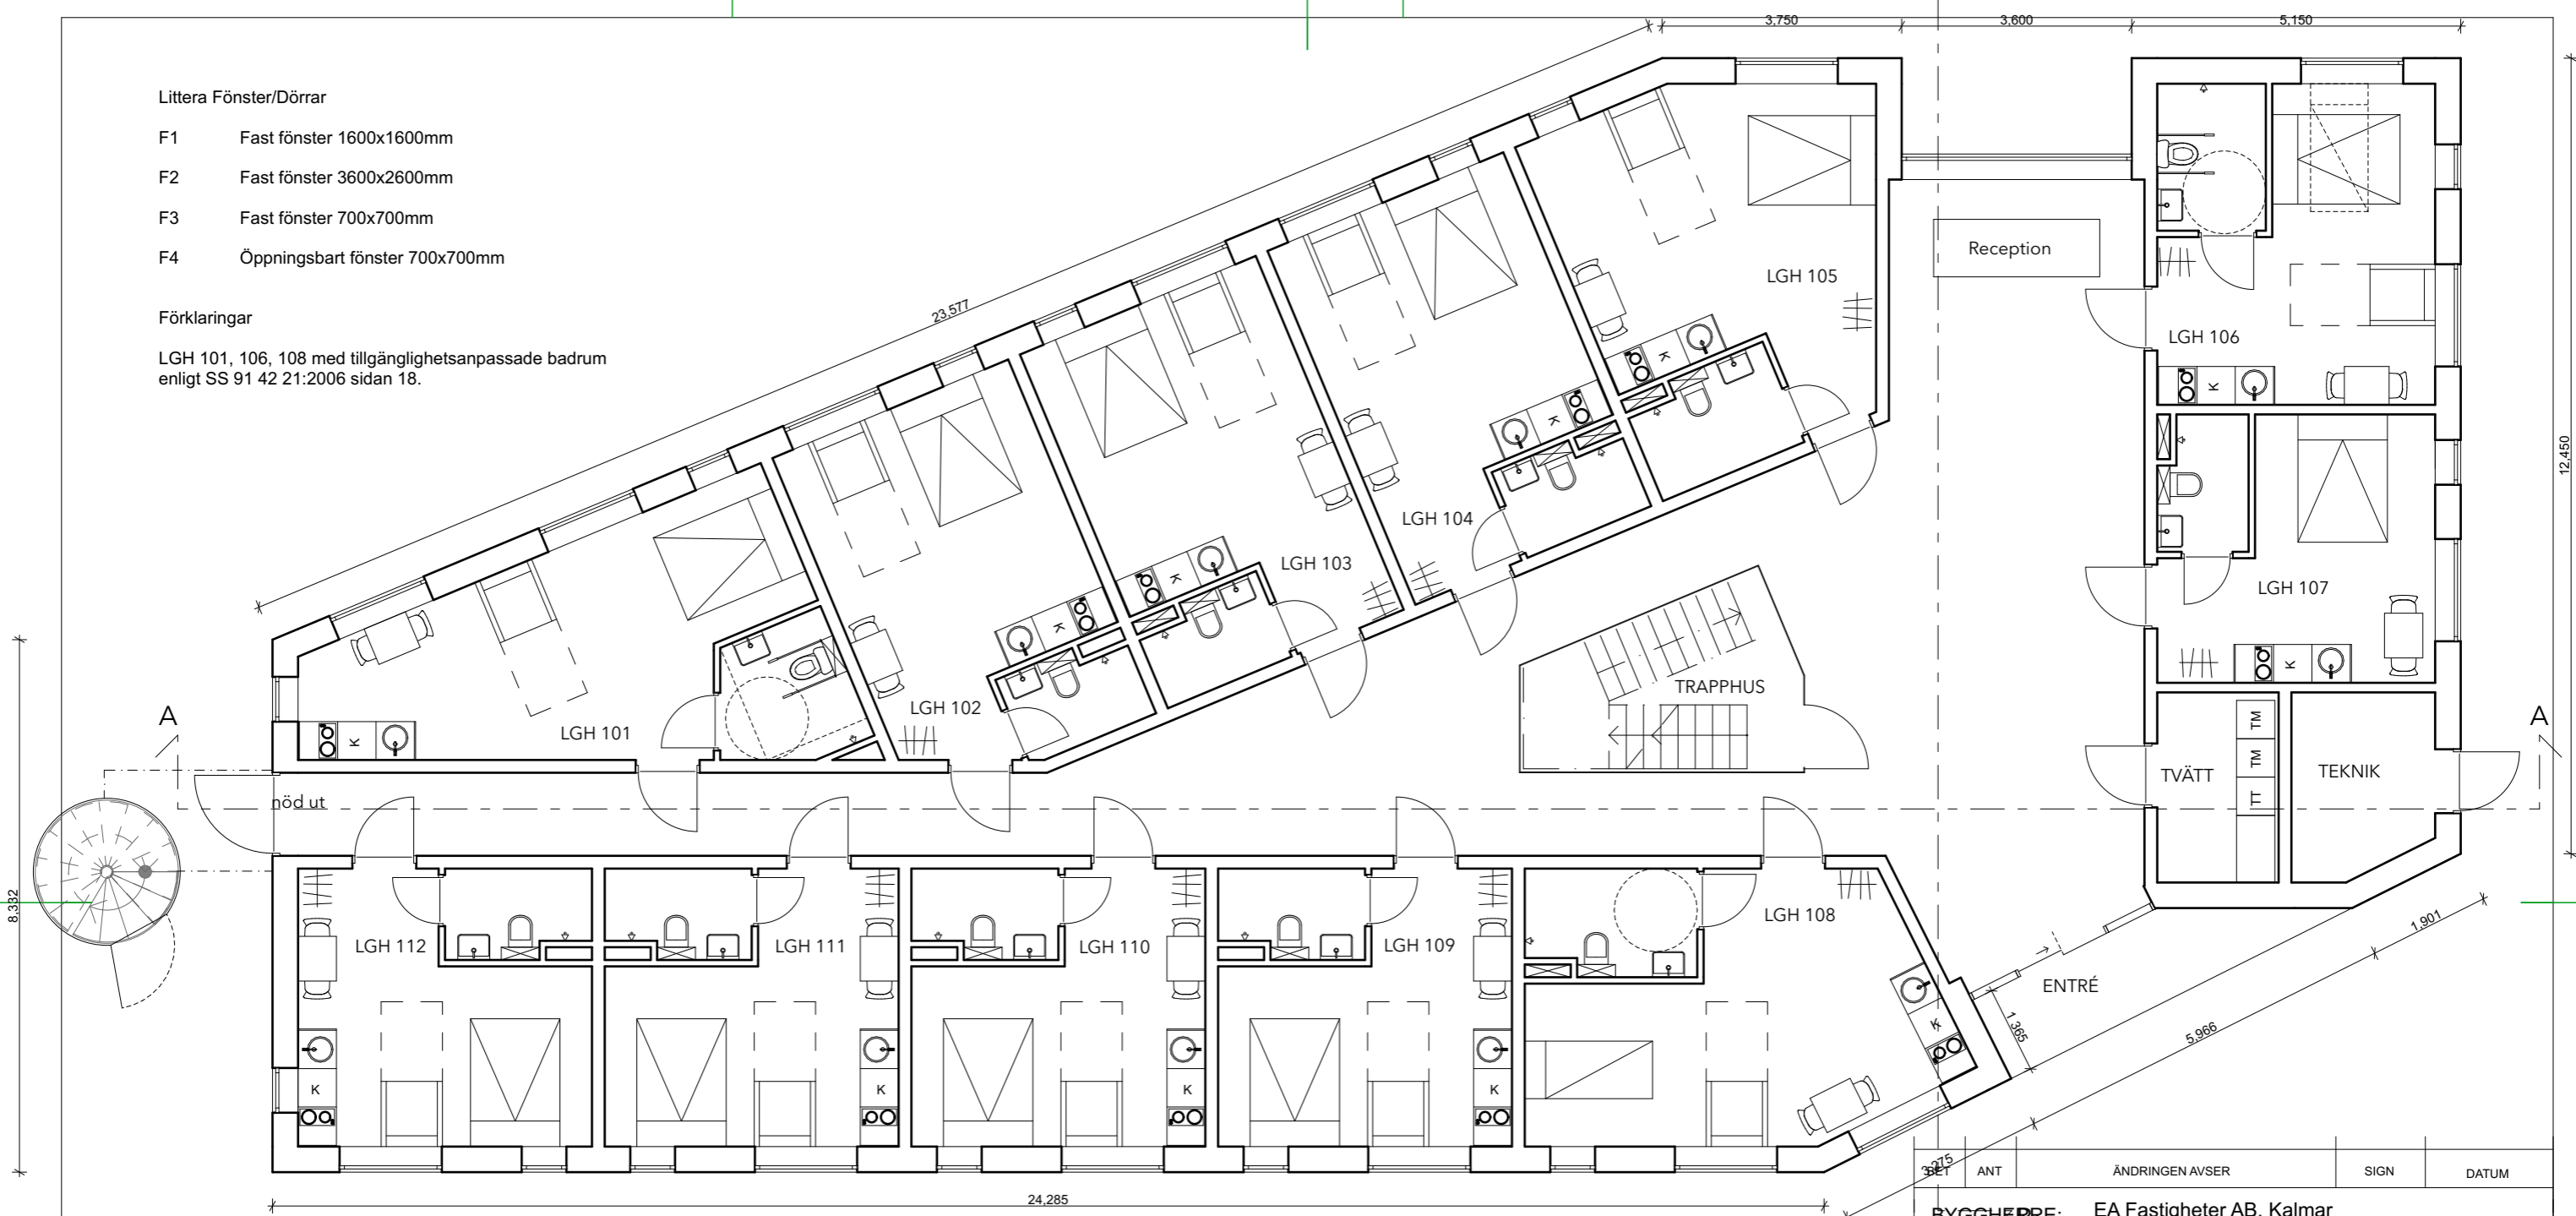 3,750
3,600
5,150
Littera Fönster/Dörrar
F1 Fast fönster 1600x1600mm
F2 Fast fönster 3600x2600mm
F3 Fast fönster 700x700mm
F4 Öppningsbart fönster 700x700mm
Förklaringar
LGH 101, 106, 108 med tillgänglighetsanpassade badrum
enligt SS 91 42 21:2006 sidan 18.
23,577
Reception
LGH 105
LGH 106
K
K
12,450
K
LGH 104
LGH 103
K
LGH 107
K
K
TRAPPHUS
LGH 102
LGH 101
K
A
A
TM
TM
TT
TVÄTT
TEKNIK
nöd ut
8,332
LGH 112
LGH 111
LGH 110
LGH 109
LGH 108
1,901
ENTRÉ
1,365
5,966
K
K
K
K
K
3,275
BET ANT ÄNDRINGEN AVSER SIGN DATUM
24,285
EA Fastigheter AB, Kalmar